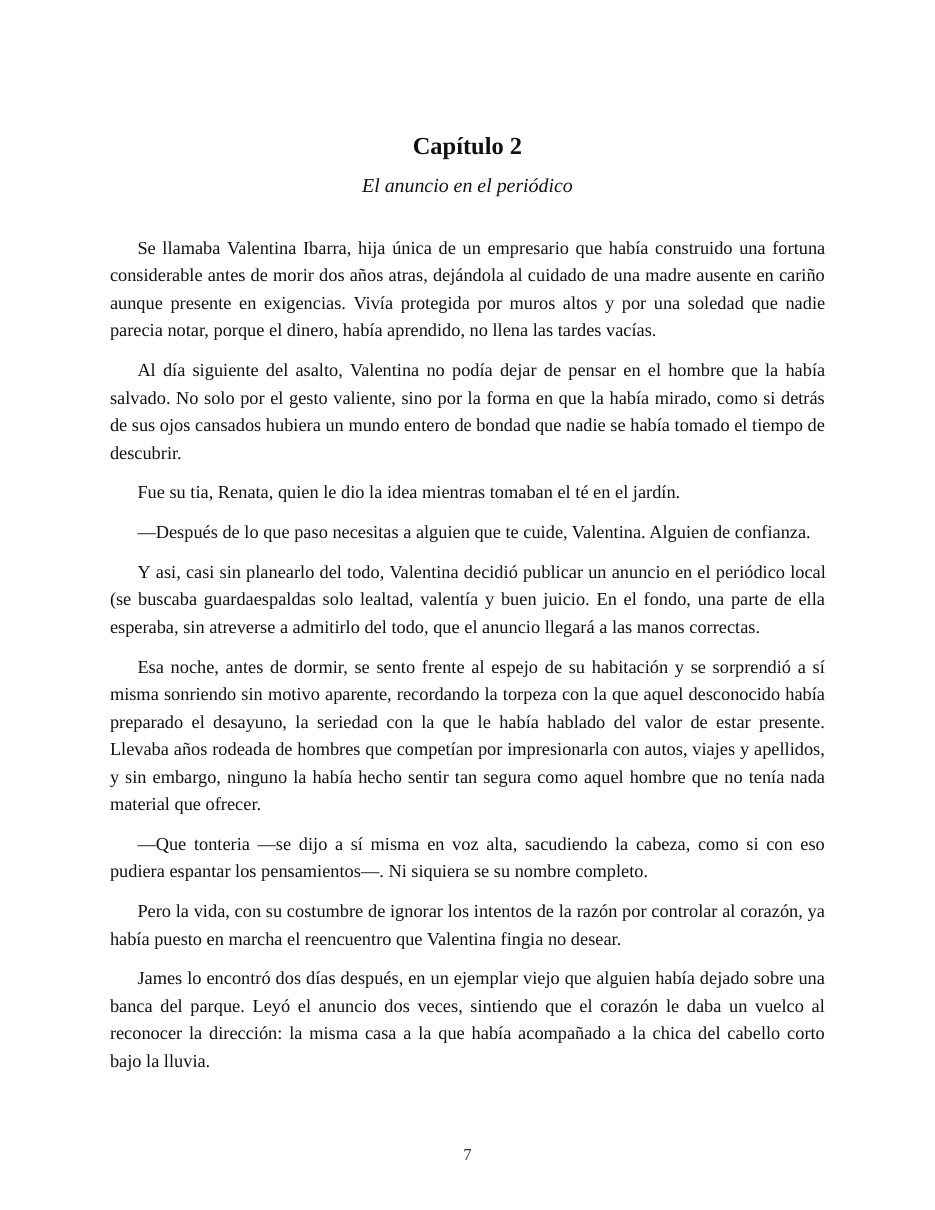 Capítulo 2
El anuncio en el periódico
Se llamaba Valentina Ibarra, hija única de un empresario que había construido una fortuna
considerable antes de morir dos años atras, dejándola al cuidado de una madre ausente en cariño
aunque presente en exigencias. Vivía protegida por muros altos y por una soledad que nadie
parecia notar, porque el dinero, había aprendido, no llena las tardes vacías.
Al día siguiente del asalto, Valentina no podía dejar de pensar en el hombre que la había
salvado. No solo por el gesto valiente, sino por la forma en que la había mirado, como si detrás
de sus ojos cansados hubiera un mundo entero de bondad que nadie se había tomado el tiempo de
descubrir.
Fue su tia, Renata, quien le dio la idea mientras tomaban el té en el jardín.
—Después de lo que paso necesitas a alguien que te cuide, Valentina. Alguien de confianza.
Y asi, casi sin planearlo del todo, Valentina decidió publicar un anuncio en el periódico local
(se buscaba guardaespaldas solo lealtad, valentía y buen juicio. En el fondo, una parte de ella
esperaba, sin atreverse a admitirlo del todo, que el anuncio llegará a las manos correctas.
Esa noche, antes de dormir, se sento frente al espejo de su habitación y se sorprendió a sí
misma sonriendo sin motivo aparente, recordando la torpeza con la que aquel desconocido había
preparado el desayuno, la seriedad con la que le había hablado del valor de estar presente.
Llevaba años rodeada de hombres que competían por impresionarla con autos, viajes y apellidos,
y sin embargo, ninguno la había hecho sentir tan segura como aquel hombre que no tenía nada
material que ofrecer.
—Que tonteria —se dijo a sí misma en voz alta, sacudiendo la cabeza, como si con eso
pudiera espantar los pensamientos—. Ni siquiera se su nombre completo.
Pero la vida, con su costumbre de ignorar los intentos de la razón por controlar al corazón, ya
había puesto en marcha el reencuentro que Valentina fingia no desear.
James lo encontró dos días después, en un ejemplar viejo que alguien había dejado sobre una
banca del parque. Leyó el anuncio dos veces, sintiendo que el corazón le daba un vuelco al
reconocer la dirección: la misma casa a la que había acompañado a la chica del cabello corto
bajo la lluvia.
7